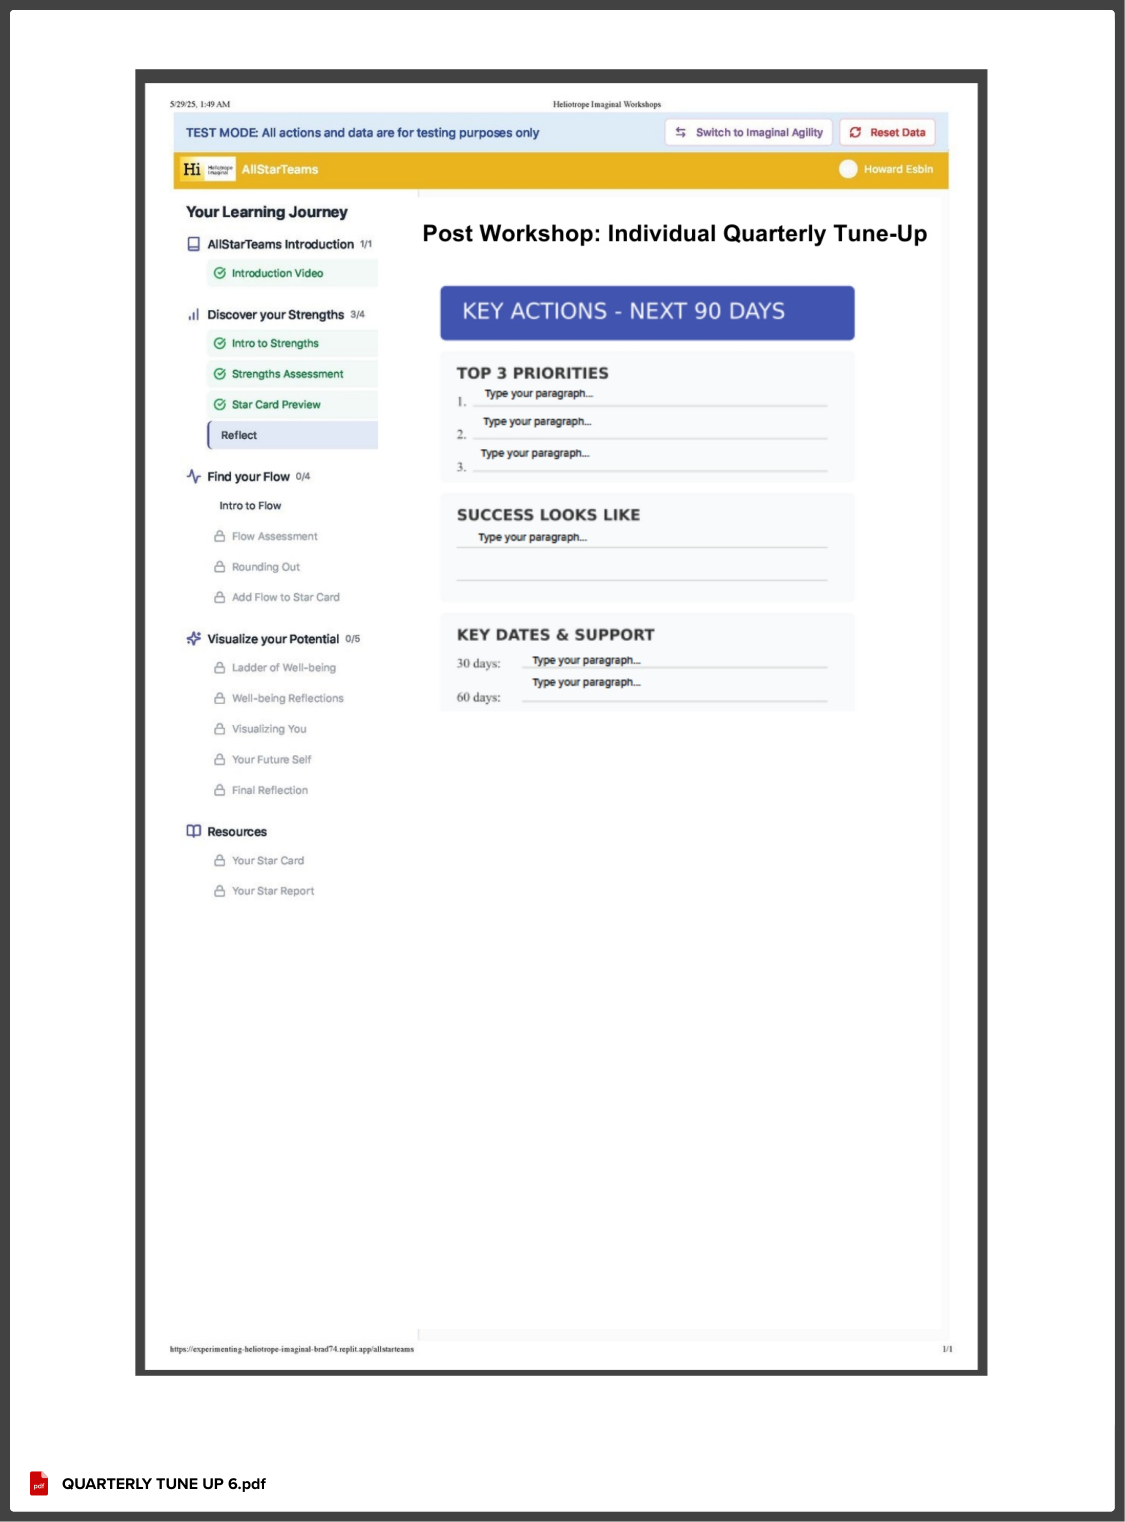 5/29/25, 1:49 AM
Heliotrope Imaginal Workshops
TEST MODE: All actions and data are for testing purposes only
Switch to Imaginal Agility
Reset Data
Hi Heliotrope Imaginal AllStarTeams
Howard Esbin
Your Learning Journey
AllStarTeams Introduction 1/1
Introduction Video
Discover your Strengths 3/4
Intro to Strengths
Strengths Assessment
Star Card Preview
Reflect
Find your Flow 0/4
Intro to Flow
Flow Assessment
Rounding Out
Add Flow to Star Card
Visualize your Potential 0/5
Ladder of Well-being
Well-being Reflections
Visualizing You
Your Future Self
Final Reflection
Resources
Your Star Card
Your Star Report
Post Workshop: Individual Quarterly Tune-Up
KEY ACTIONS - NEXT 90 DAYS
TOP 3 PRIORITIES
1. Type your paragraph...
2. Type your paragraph...
3. Type your paragraph...
SUCCESS LOOKS LIKE
Type your paragraph...
KEY DATES & SUPPORT
30 days: Type your paragraph...
60 days: Type your paragraph...
https://experimenting-heliotrope-imaginal-brad74.replit.app/allstarteams
1/1
pdf QUARTERLY TUNE UP 6.pdf